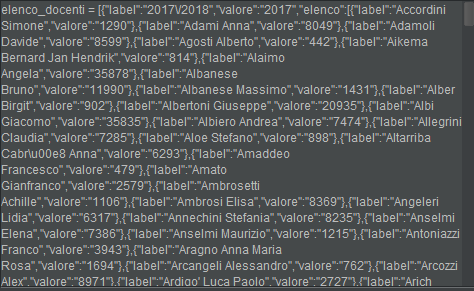 elenco_docenti = [{"label":"2017\/2018","valore":"2017","elenco":[{"label":"Accordini
Simone","valore":"1290"},{"label":"Adami Anna","valore":"8049"},{"label":"Adamoli
Davide","valore":"8599"},{"label":"Agosti Alberto","valore":"442"},{"label":"Aikema
Bernard Jan Hendrik","valore":"814"},{"label":"Alaimo
Angela","valore":"35878"},{"label":"Albanese
Bruno","valore":"11990"},{"label":"Albanese Massimo","valore":"1431"},{"label":"Alber
Birgit","valore":"902"},{"label":"Albertoni Giuseppe","valore":"20935"},{"label":"Albi
Giacomo","valore":"35835"},{"label":"Albiero Andrea","valore":"7474"},{"label":"Allegrini
Claudia","valore":"7285"},{"label":"Aloe Stefano","valore":"898"},{"label":"Altarriba
Cabr\u00e8 Anna","valore":"6293"},{"label":"Amaddeo
Francesco","valore":"479"},{"label":"Amato
Gianfranco","valore":"2579"},{"label":"Ambrosetti
Achille","valore":"1106"},{"label":"Ambrosi Elisa","valore":"8369"},{"label":"Angeleri
Lidia","valore":"6317"},{"label":"Annechini Stefania","valore":"8235"},{"label":"Anselmi
Elena","valore":"7386"},{"label":"Anselmi Maurizio","valore":"1215"},{"label":"Antoniazzi
Franco","valore":"3943"},{"label":"Aragno Anna Maria
Rosa","valore":"1694"},{"label":"Arcangeli Alessandro","valore":"762"},{"label":"Arcozzi
Alex","valore":"8971"},{"label":"Ardigo' Luca Paolo","valore":"2727"},{"label":"Arich